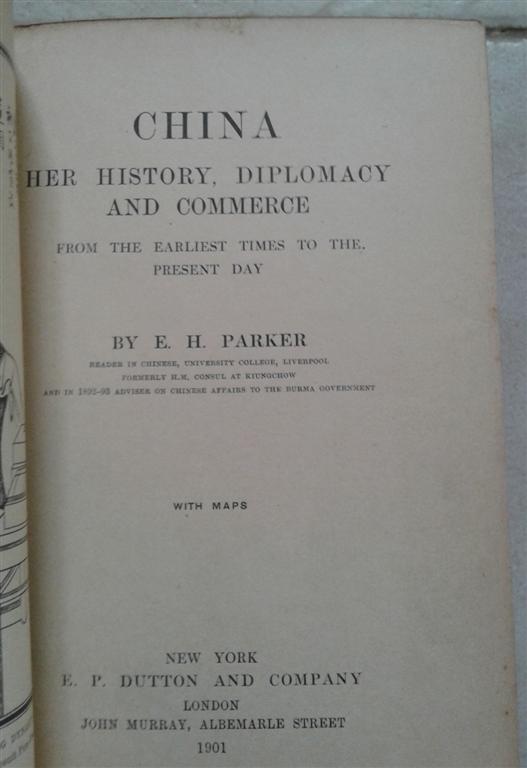 CHINA
HER HISTORY, DIPLOMACY
AND COMMERCE
FROM THE EARLIEST TIMES TO THE.
PRESENT DAY
BY E. H. PARKER
READER IN CHINESE, UNIVERSITY COLLEGE, LIVERPOOL
FORMERLY H.M. CONSUL AT KIUNGCHOW
AND IN 1892-93 ADVISER ON CHINESE AFFAIRS TO THE BURMA GOVERNMENT
WITH MAPS
NEW YORK
E. P. DUTTON AND COMPANY
LONDON
JOHN MURRAY, ALBEMARLE STREET
1901